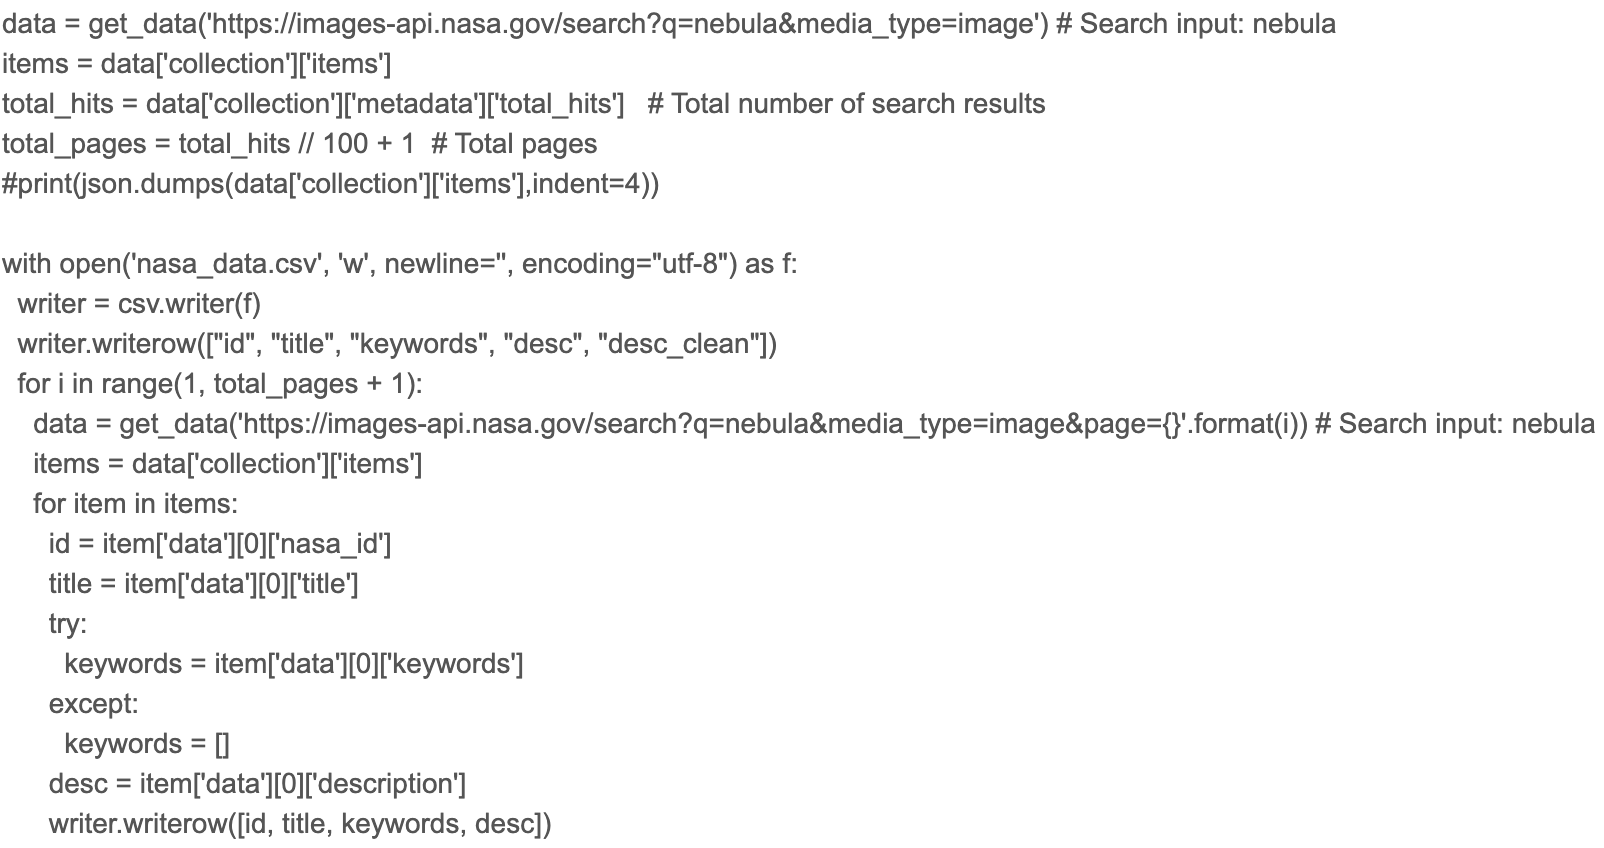 data = get_data('https://images-api.nasa.gov/search?q=nebula&media_type=image') # Search input: nebula
items = data['collection']['items']
total_hits = data['collection']['metadata']['total_hits']   # Total number of search results
total_pages = total_hits // 100 + 1  # Total pages
#print(json.dumps(data['collection']['items'],indent=4))

with open('nasa_data.csv', 'w', newline='', encoding="utf-8") as f:
  writer = csv.writer(f)
  writer.writerow(["id", "title", "keywords", "desc", "desc_clean"])
  for i in range(1, total_pages + 1):
    data = get_data('https://images-api.nasa.gov/search?q=nebula&media_type=image&page={}'.format(i)) # Search input: nebula
    items = data['collection']['items']
    for item in items:
      id = item['data'][0]['nasa_id']
      title = item['data'][0]['title']
      try:
        keywords = item['data'][0]['keywords']
      except:
        keywords = []
      desc = item['data'][0]['description']
      writer.writerow([id, title, keywords, desc])